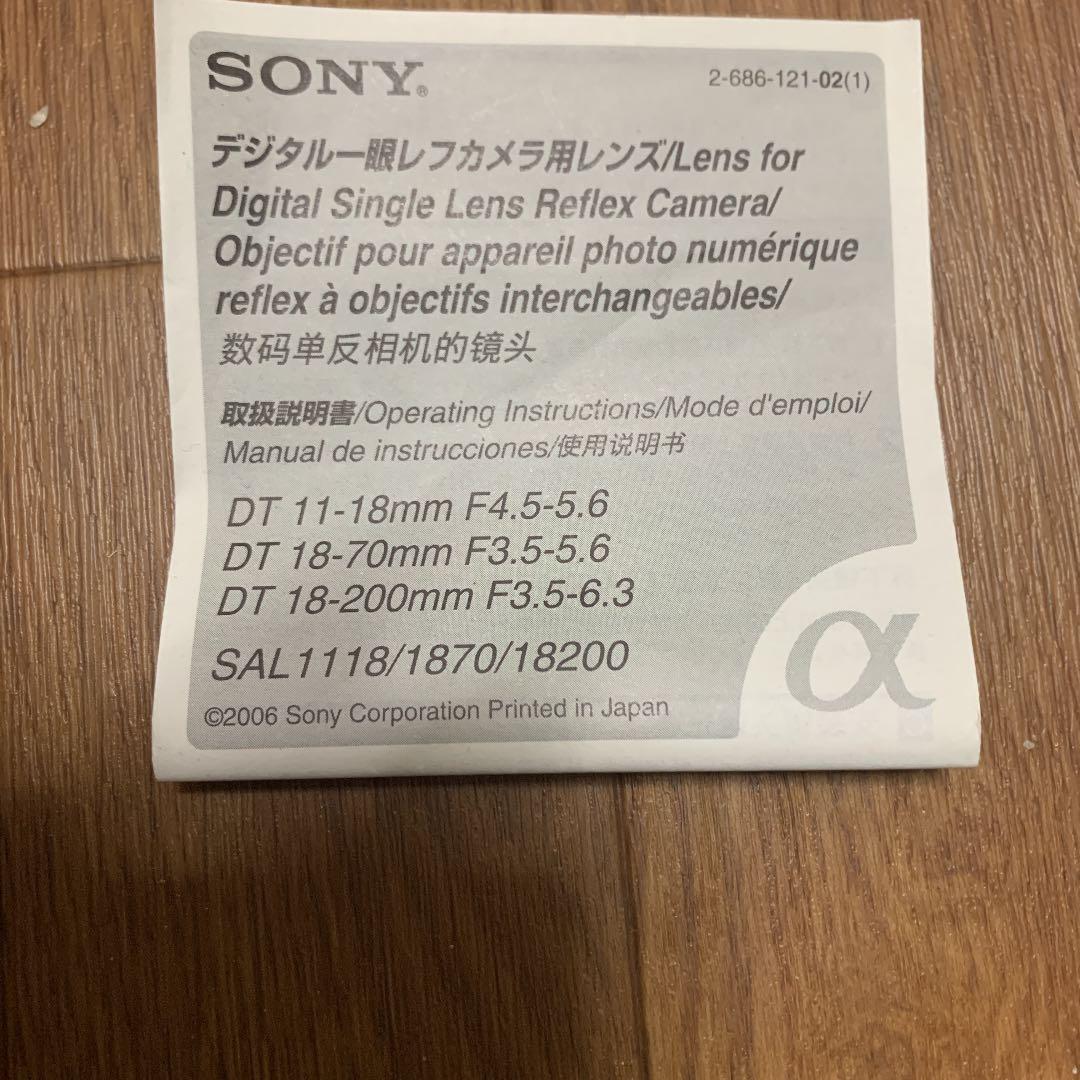 SONY®
2-686-121-02(1)
デジタル一眼レフカメラ用レンズ/Lens for
Digital Single Lens Reflex Camera/
Objectif pour appareil photo numérique
reflex à objectifs interchangeables/
数码单反相机的镜头
取扱説明書/Operating Instructions/Mode d'emploi/
Manual de instrucciones/使用说明书
DT 11-18mm F4.5-5.6
DT 18-70mm F3.5-5.6
DT 18-200mm F3.5-6.3
SAL1118/1870/18200
©2006 Sony Corporation Printed in Japan
α